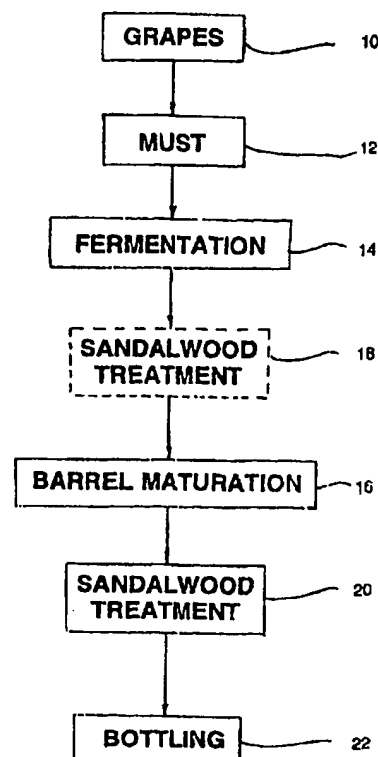 GRAPES 10
MUST 12
FERMENTATION 14
SANDALWOOD 18
TREATMENT
BARREL MATURATION 16
SANDALWOOD 20
TREATMENT
BOTTLING 22